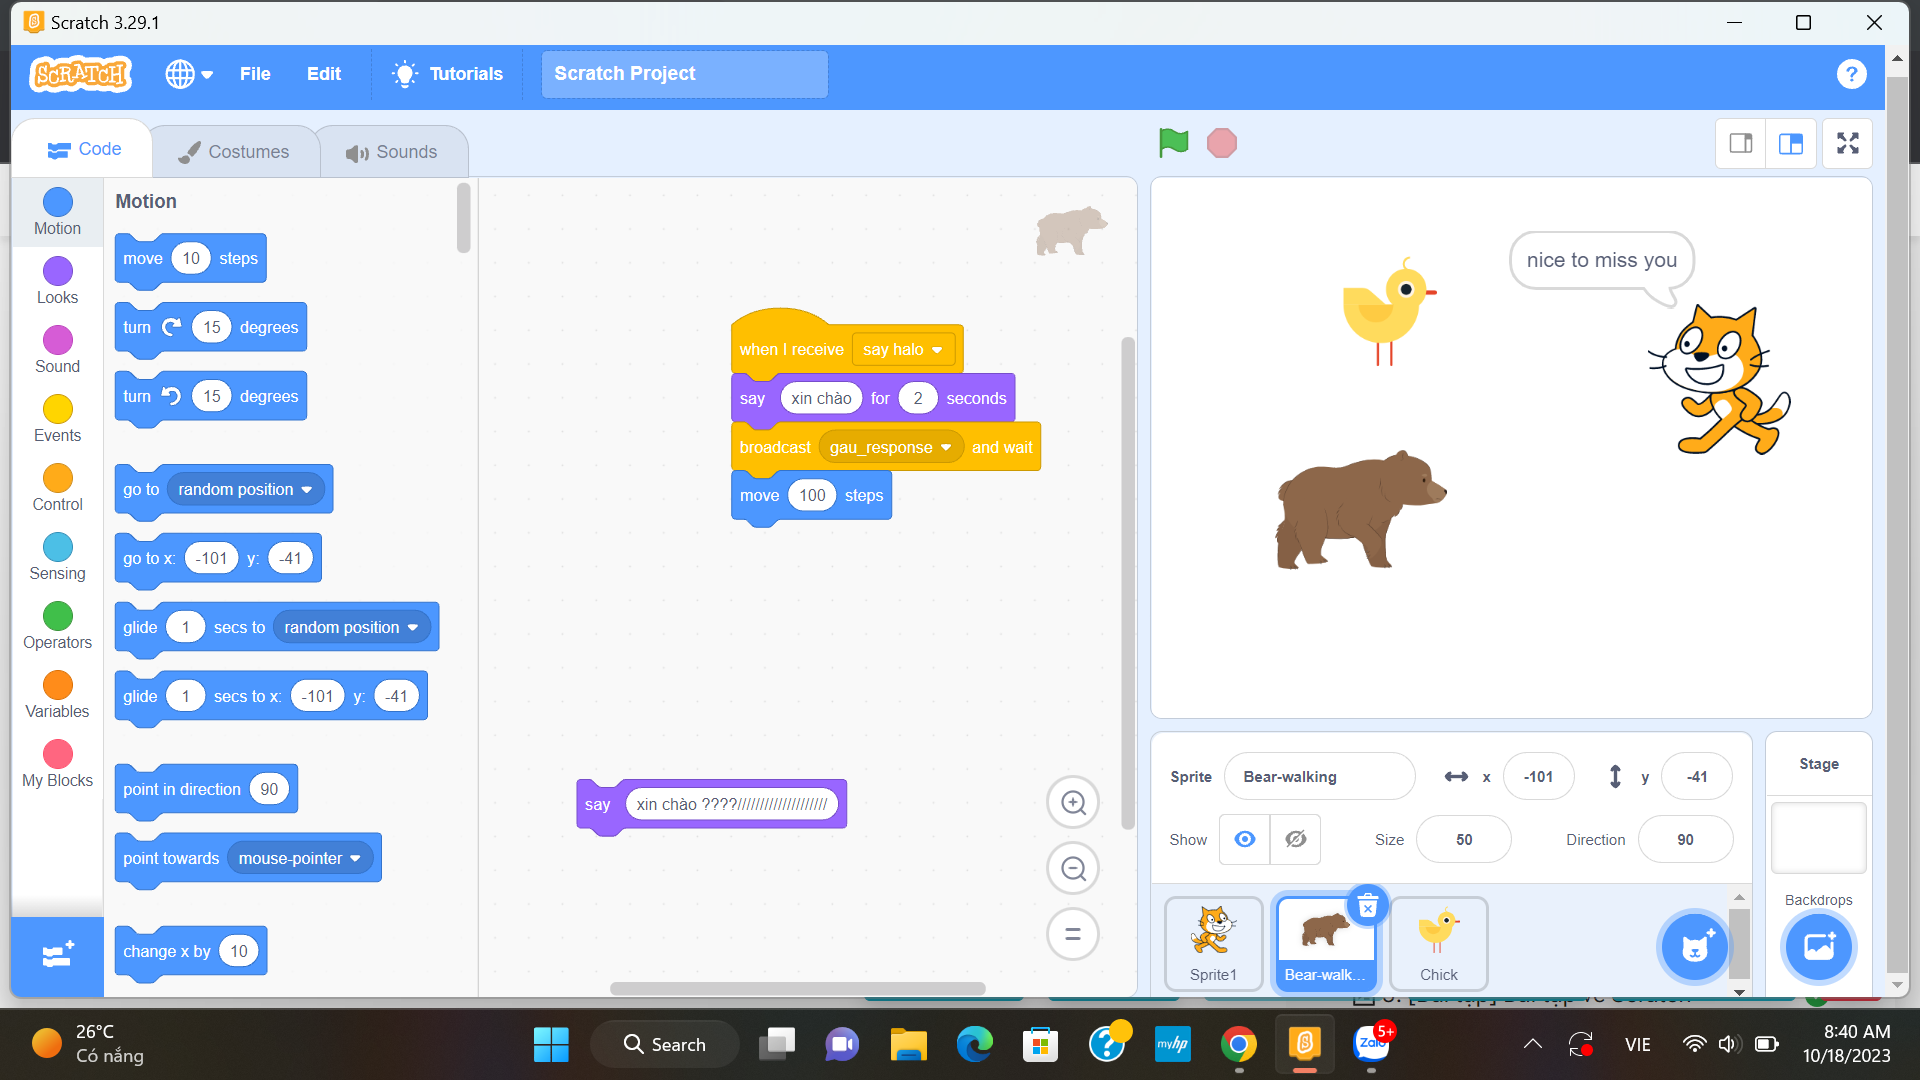 Scratch 3.29.1
SCRATCH
File
Edit
Tutorials
Scratch Project
?
Code
Costumes
Sounds
Motion
Looks
Sound
Events
Control
Sensing
Operators
Variables
My Blocks
Motion
move 10 steps
turn 15 degrees
turn 15 degrees
go to random position
go to x: -101 y: -41
glide 1 secs to random position
glide 1 secs to x: -101 y: -41
point in direction 90
point towards mouse-pointer
change x by 10
when I receive say halo
say xin chào for 2 seconds
broadcast gau_response and wait
move 100 steps
say xin chào ????////////////////////
nice to miss you
Sprite Bear-walking x -101 y -41
Show Size 50 Direction 90
Sprite1
Bear-walk...
Chick
Stage
Backdrops
26°C
Có nắng
Search
myhp
Zalo
5+
VIE
8:40 AM
10/18/2023